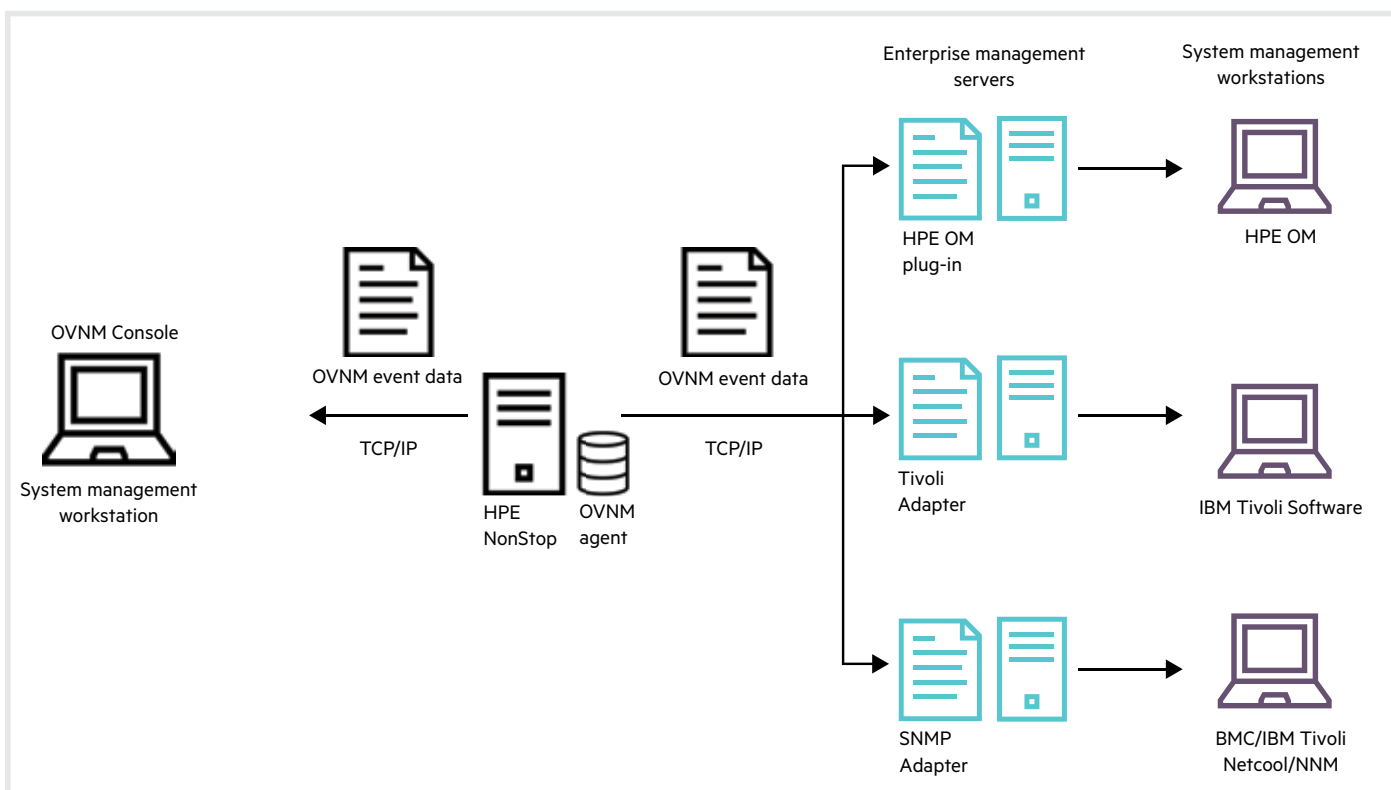 Enterprise management
servers
System management
workstations
HPE OM
plug-in
HPE OM
OVNM Console
OVNM event data
OVNM event data
TCP/IP
TCP/IP
System management
workstation
HPE
NonStop
OVNM
agent
Tivoli
Adapter
IBM Tivoli Software
SNMP
Adapter
BMC/IBM Tivoli
Netcool/NNM